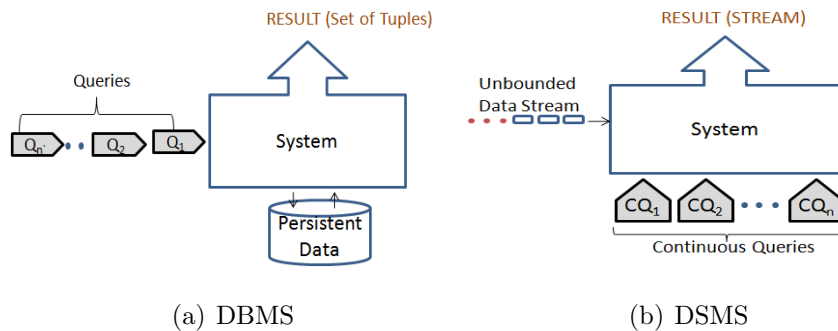 RESULT (Set of Tuples)
Queries
Qn
Q2
Q1
System
Persistent
Data
(a) DBMS
RESULT (STREAM)
Unbounded
Data Stream
System
CQ1
CQ2
CQn
Continuous Queries
(b) DSMS